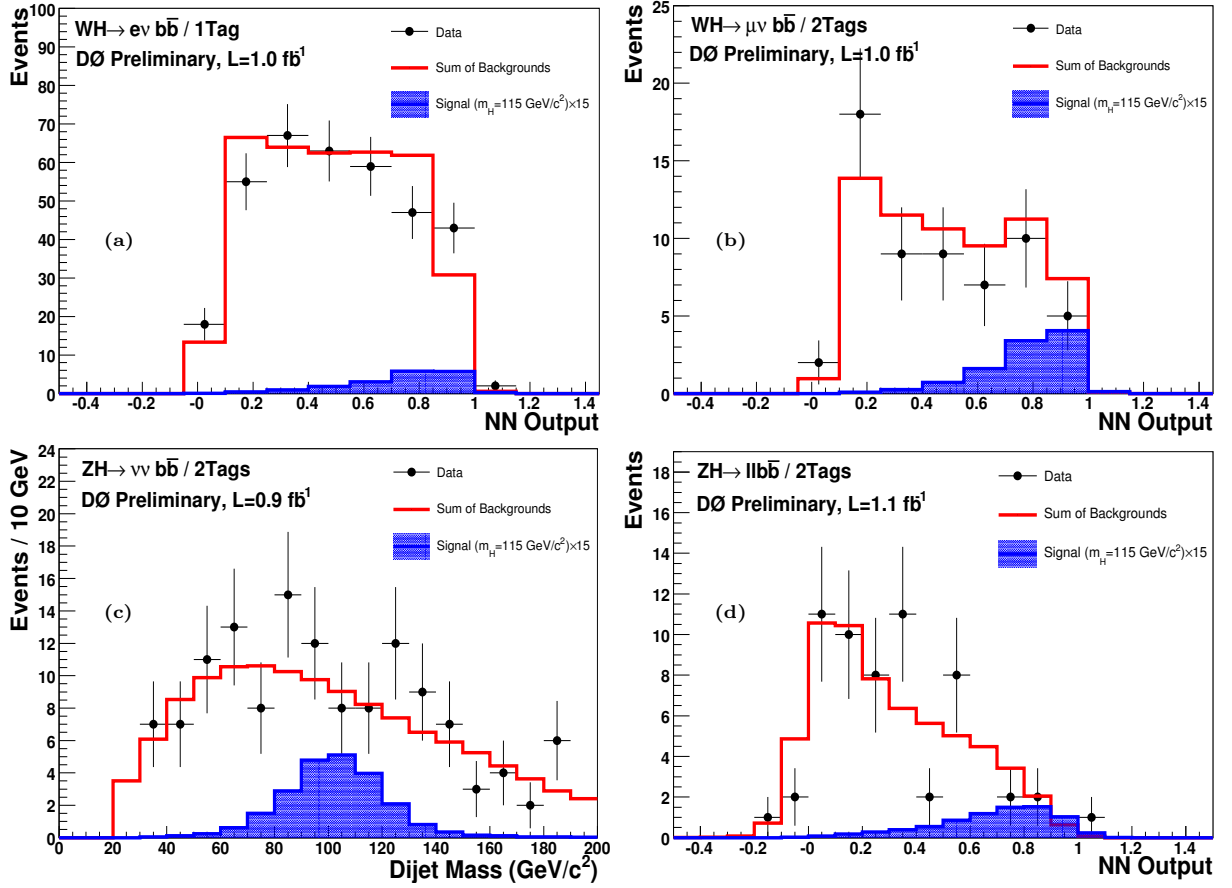 WH→ eν bb̅ / 1Tag
DØ Preliminary, L=1.0 fb⁻¹
Data
Sum of Backgrounds
Signal (m_H=115 GeV/c²)×15
(a)
Events
100
90
80
70
60
50
40
30
20
10
0
-0.4 -0.2 -0 0.2 0.4 0.6 0.8 1 1.2 1.4
NN Output
WH→ μν bb̅ / 2Tags
DØ Preliminary, L=1.0 fb⁻¹
Data
Sum of Backgrounds
Signal (m_H=115 GeV/c²)×15
(b)
Events
25
20
15
10
5
0
-0.4 -0.2 -0 0.2 0.4 0.6 0.8 1 1.2 1.4
NN Output
ZH→ νν bb̅ / 2Tags
DØ Preliminary, L=0.9 fb⁻¹
Data
Sum of Backgrounds
Signal (m_H=115 GeV/c²)×15
(c)
Events / 10 GeV
24
22
20
18
16
14
12
10
8
6
4
2
0
0 20 40 60 80 100 120 140 160 180 200
Dijet Mass (GeV/c²)
ZH→ llbb̅ / 2Tags
DØ Preliminary, L=1.1 fb⁻¹
Data
Sum of Backgrounds
Signal (m_H=115 GeV/c²)×15
(d)
Events
18
16
14
12
10
8
6
4
2
0
-0.4 -0.2 -0 0.2 0.4 0.6 0.8 1 1.2 1.4
NN Output